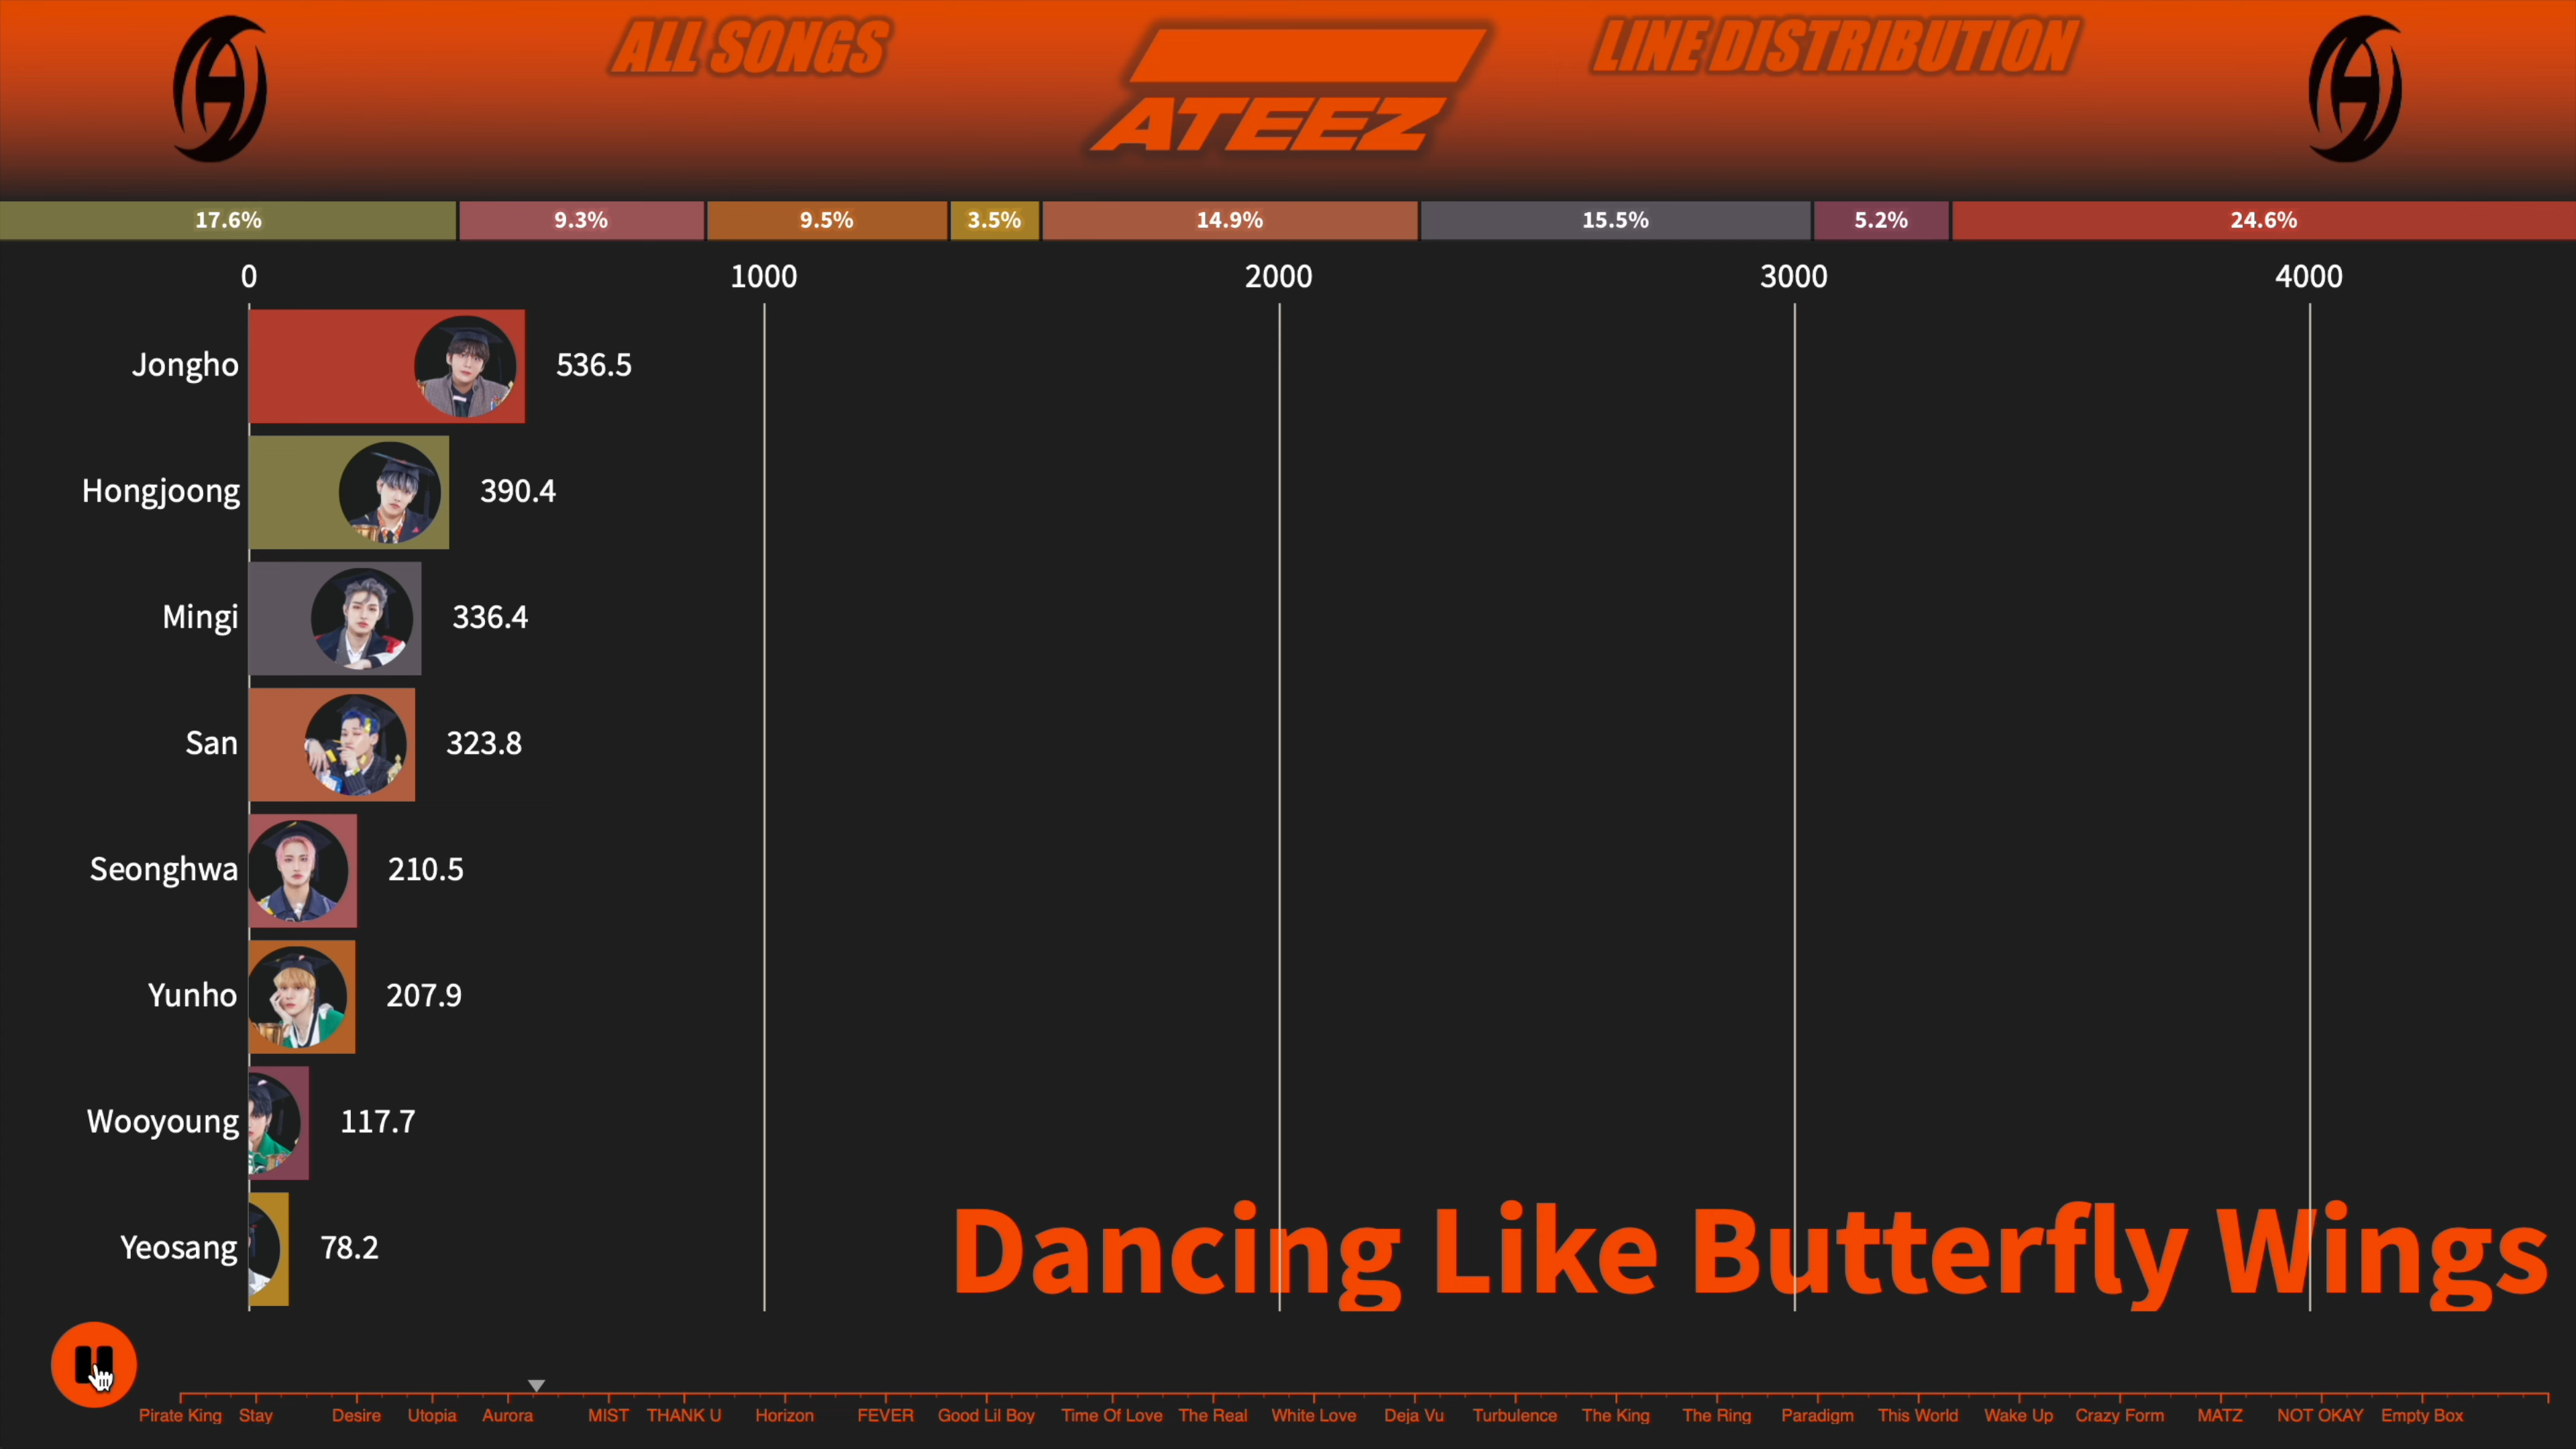 ALL SONGS
ATEEZ
LINE DISTRIBUTION
17.6% 9.3% 9.5% 3.5% 14.9% 15.5% 5.2% 24.6%
0 1000 2000 3000 4000
Jongho 536.5
Hongjoong 390.4
Mingi 336.4
San 323.8
Seonghwa 210.5
Yunho 207.9
Wooyoung 117.7
Yeosang 78.2
Dancing Like Butterfly Wings
Pirate King Stay Desire Utopia Aurora MIST THANK U Horizon FEVER Good Lil Boy Time Of Love The Real White Love Deja Vu Turbulence The King The Ring Paradigm This World Wake Up Crazy Form MATZ NOT OKAY Empty Box